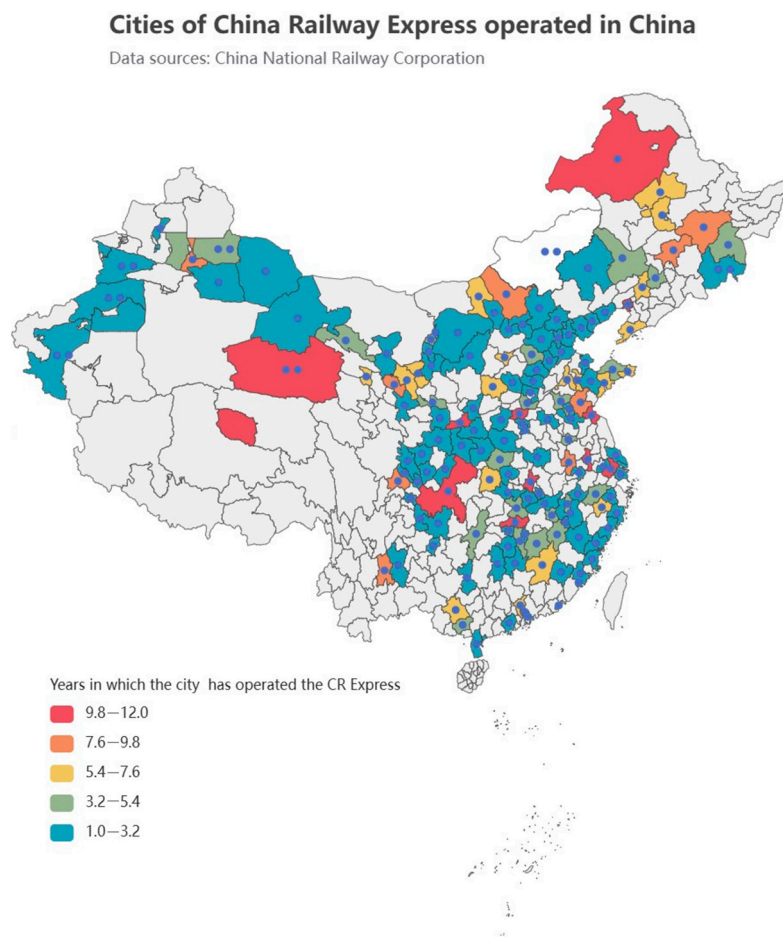 Cities of China Railway Express operated in China
Data sources: China National Railway Corporation
Years in which the city has operated the CR Express
9.8—12.0
7.6—9.8
5.4—7.6
3.2—5.4
1.0—3.2